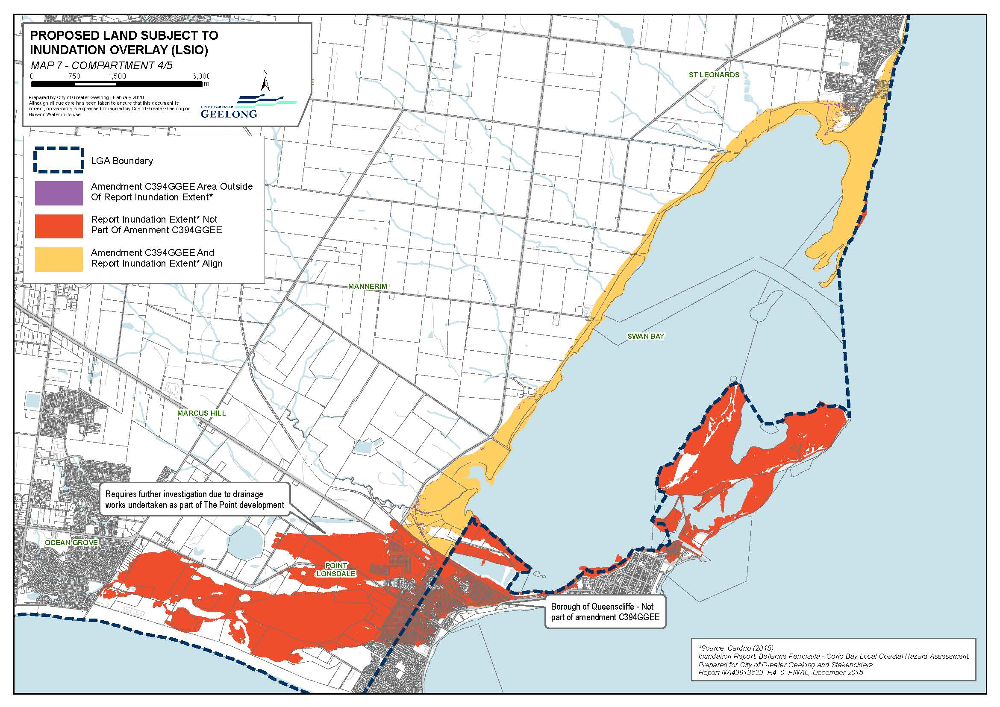 PROPOSED LAND SUBJECT TO
INUNDATION OVERLAY (LSIO)
MAP 7 - COMPARTMENT 4/5
0 750 1,500 3,000
m
N
Prepared by City of Greater Geelong - Febuary 2020
Although all due care has been taken to ensure that this document is
correct, no warranty is expressed or implied by City of Greater Geelong or
Barwon Water in its use.
CITY OF GREATER
GEELONG
E
LGA Boundary
Amendment C394GGEE Area Outside
Of Report Inundation Extent*
Report Inundation Extent* Not
Part Of Amenment C394GGEE
Amendment C394GGEE And
Report Inundation Extent* Align
ST LEONARDS
MANNERIM
SWAN BAY
MARCUS HILL
Requires further investigation due to drainage
works undertaken as part of The Point development
OCEAN GROVE
POINT
LONSDALE
Borough of Queenscliffe - Not
part of amendment C394GGEE
*Source: Cardno (2015).
Inundation Report. Bellarine Peninsula - Corio Bay Local Coastal Hazard Assessment.
Prepared for City of Greater Geelong and Stakeholders.
Report NA49913529_R4_0_FINAL, December 2015